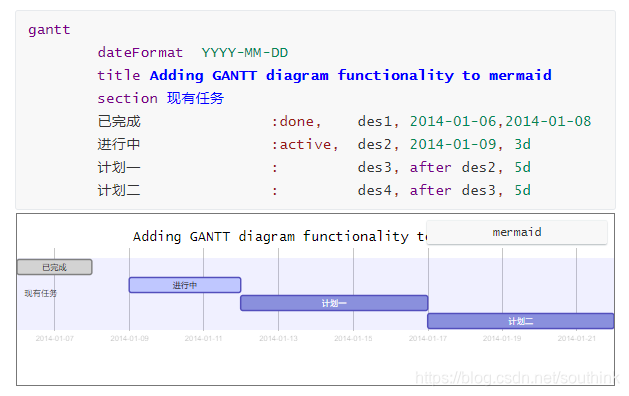 gantt
dateFormat YYYY-MM-DD
title Adding GANTT diagram functionality to mermaid
section 现有任务
已完成 :done, des1, 2014-01-06,2014-01-08
进行中 :active, des2, 2014-01-09, 3d
计划一 : des3, after des2, 5d
计划二 : des4, after des3, 5d
Adding GANTT diagram functionality to mermaid
已完成
进行中
现有任务
计划一
计划二
2014-01-07 2014-01-09 2014-01-11 2014-01-13 2014-01-15 2014-01-17 2014-01-19 2014-01-21
https://blog.csdn.net/southinx